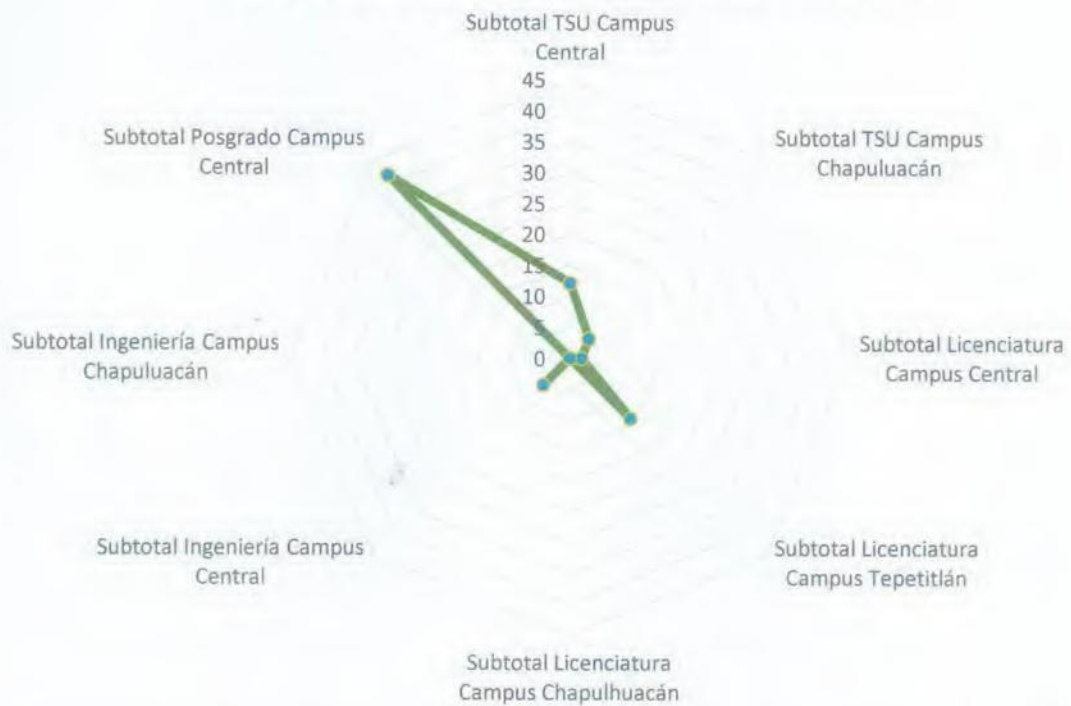 Subtotal TSU Campus
Central
45
40
35
30
25
20
15
10
5
0
Subtotal TSU Campus
Chapuluacán
Subtotal Licenciatura
Campus Central
Subtotal Licenciatura
Campus Tepetitlán
Subtotal Licenciatura
Campus Chapulhuacán
Subtotal Ingeniería Campus
Central
Subtotal Ingeniería Campus
Chapuluacán
Subtotal Posgrado Campus
Central